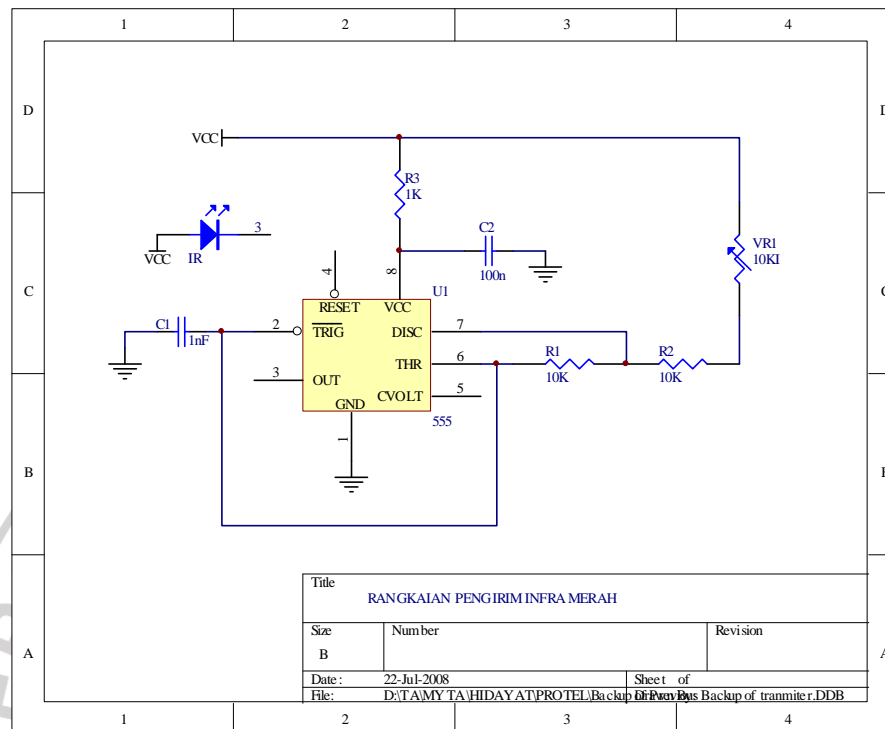 1 2 3 4
D D
VCC
R3
1K
3
C2
VCC IR
4
8
100n
VR1
10KI
C C
U1
RESET VCC
C1
1nF
2
TRIG DISC
7
THR
6
R1
10K
R2
10K
3
OUT
CVOLT
5
GND
1
555
B B
Title
RANGKAIAN PENGIRIM INFRA MERAH
Size Number Revision
B
A A
Date: 22-Jul-2008 Sheet of
File: D:\TA\MY TA\HIDAYAT\PROTEL\Backup Backup of tranmiter.DDB
1 2 3 4